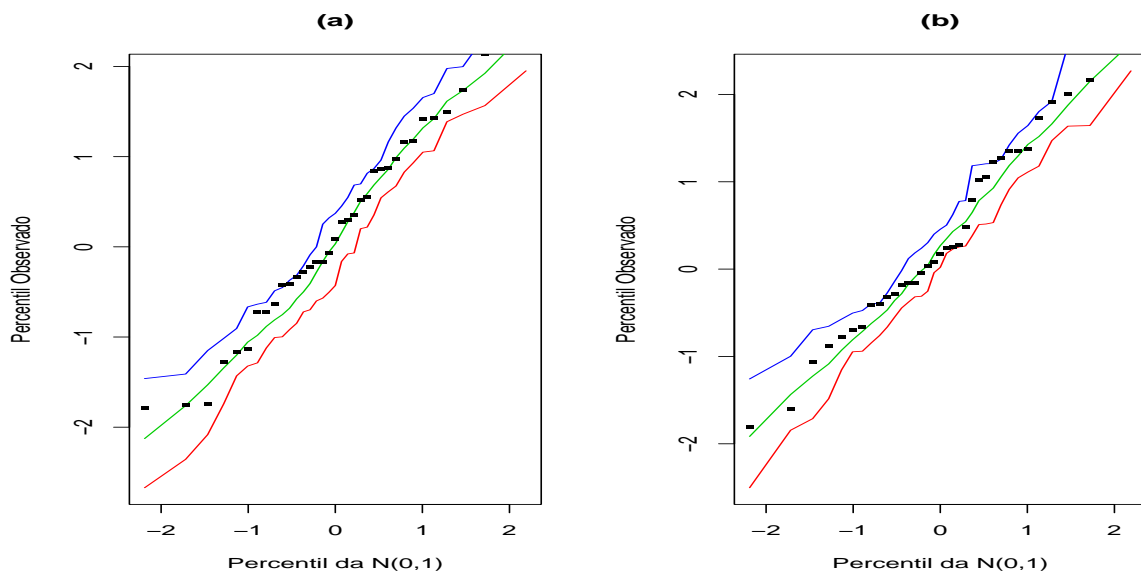 (a)
Percentil Observado
2
1
0
−1
−2
−2 −1 0 1 2
Percentil da N(0,1)
(b)
Percentil Observado
2
1
0
−1
−2
−2 −1 0 1 2
Percentil da N(0,1)